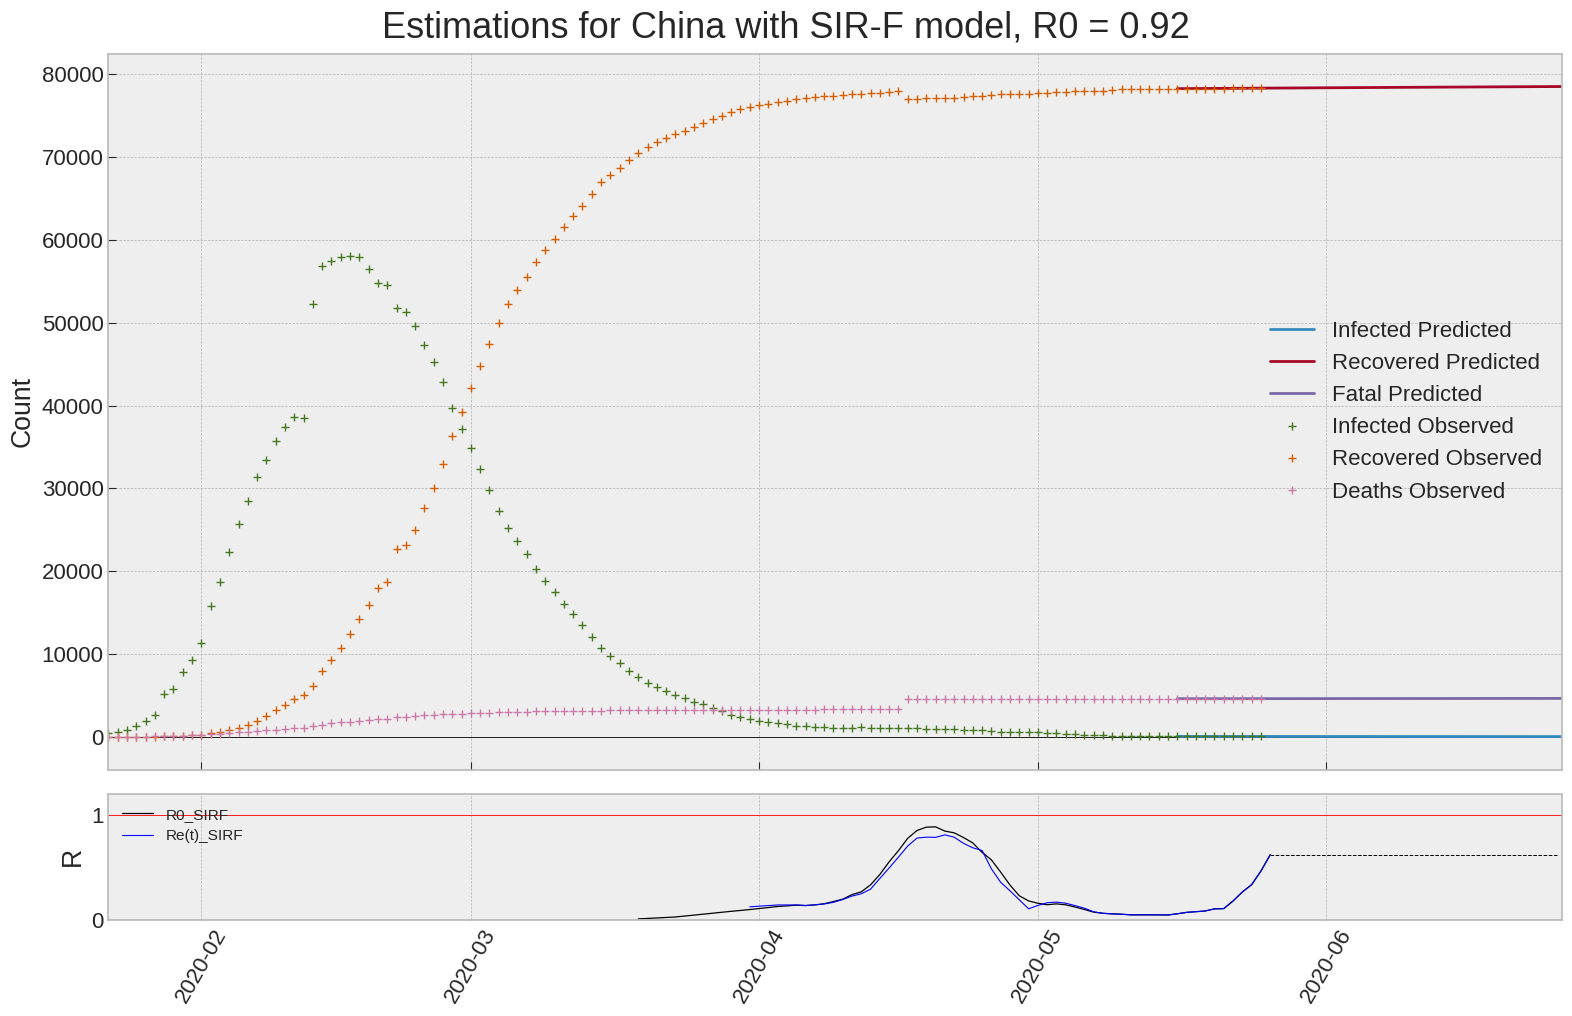 Estimations for China with SIR-F model, R0 = 0.92
80000
70000
60000
50000
40000
30000
20000
10000
0
Count
Infected Predicted
Recovered Predicted
Fatal Predicted
Infected Observed
Recovered Observed
Deaths Observed
1
0
R
R0_SIRF
Re(t)_SIRF
2020-02
2020-03
2020-04
2020-05
2020-06